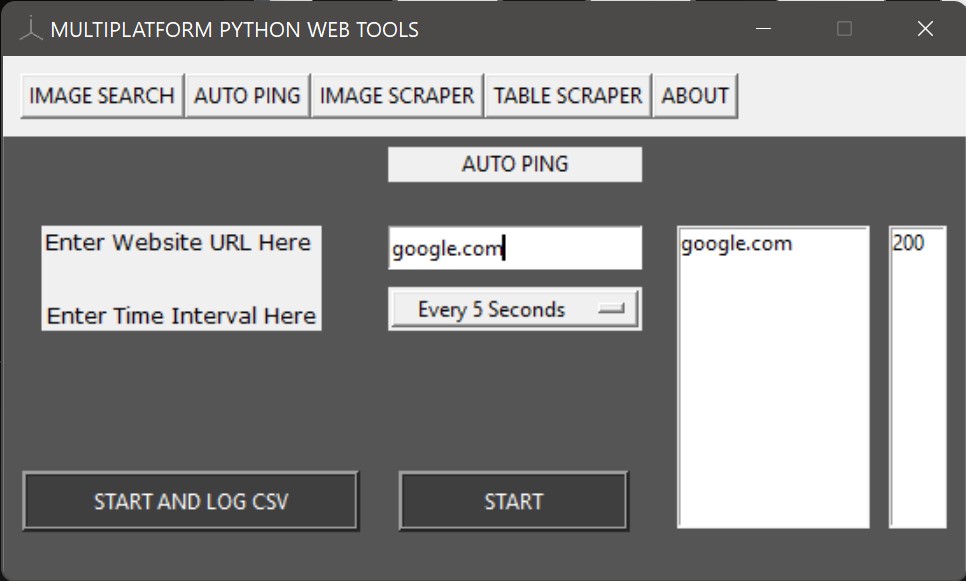 MULTIPLATFORM PYTHON WEB TOOLS
IMAGE SEARCH AUTO PING IMAGE SCRAPER TABLE SCRAPER ABOUT
AUTO PING
Enter Website URL Here google.com google.com 200
Enter Time Interval Here Every 5 Seconds
START AND LOG CSV START